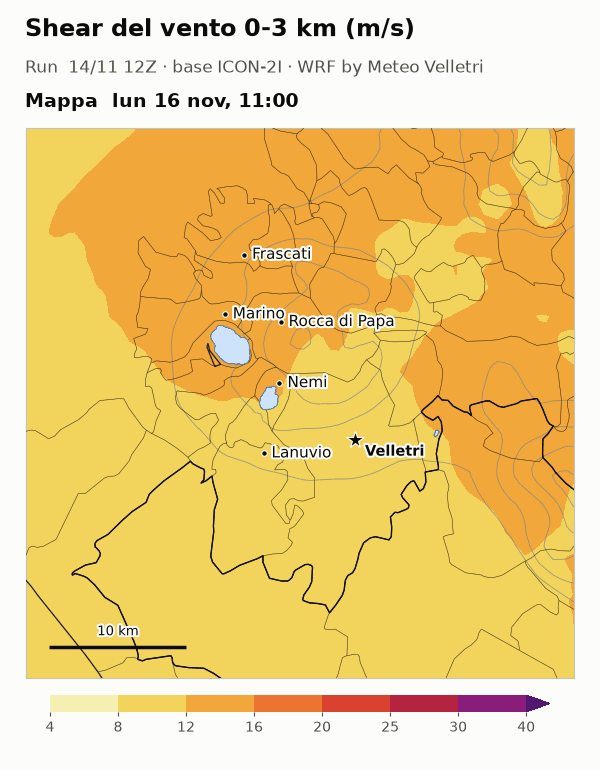 Shear del vento 0-3 km (m/s)
Run 14/11 12Z · base ICON-2I · WRF by Meteo Velletri
Mappa lun 16 nov, 11:00
Frascati
Marino
Rocca di Papa
Nemi
Velletri
Lanuvio
10 km
4 8 12 16 20 25 30 40